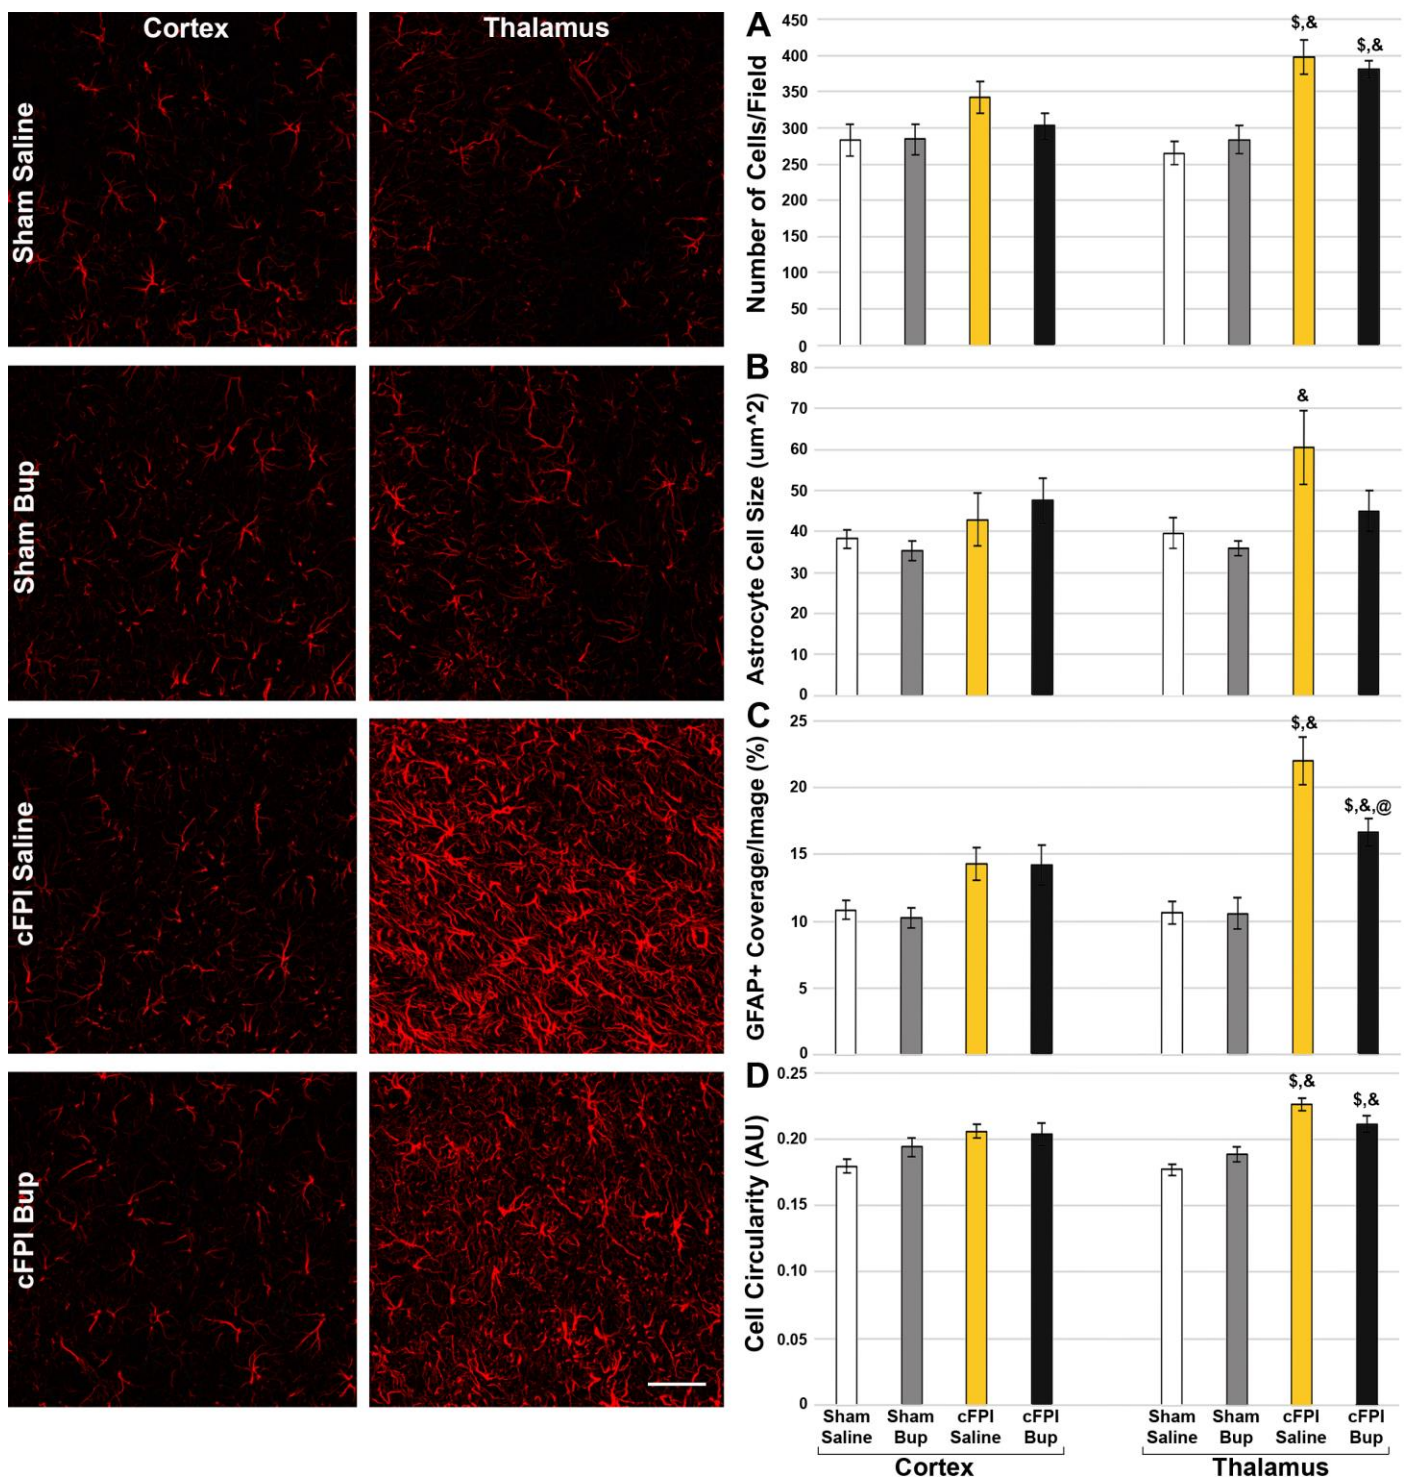 Cortex
Thalamus
Sham Saline
Sham Bup
cFPI Saline
cFPI Bup
A
Number of Cells/Field
450
400
350
300
250
200
150
100
50
0
$,&
$,&
B
Astrocyte Cell Size (um^2)
80
70
60
50
40
30
20
10
0
&
C
GFAP+ Coverage/Image (%)
25
20
15
10
5
0
$,&
$,&,@
D
Cell Circularity (AU)
0.25
0.20
0.15
0.10
0.05
0
$,&
$,&
Sham Sham cFPI cFPI Sham Sham cFPI cFPI
Saline Bup Saline Bup Saline Bup Saline Bup
Cortex Thalamus